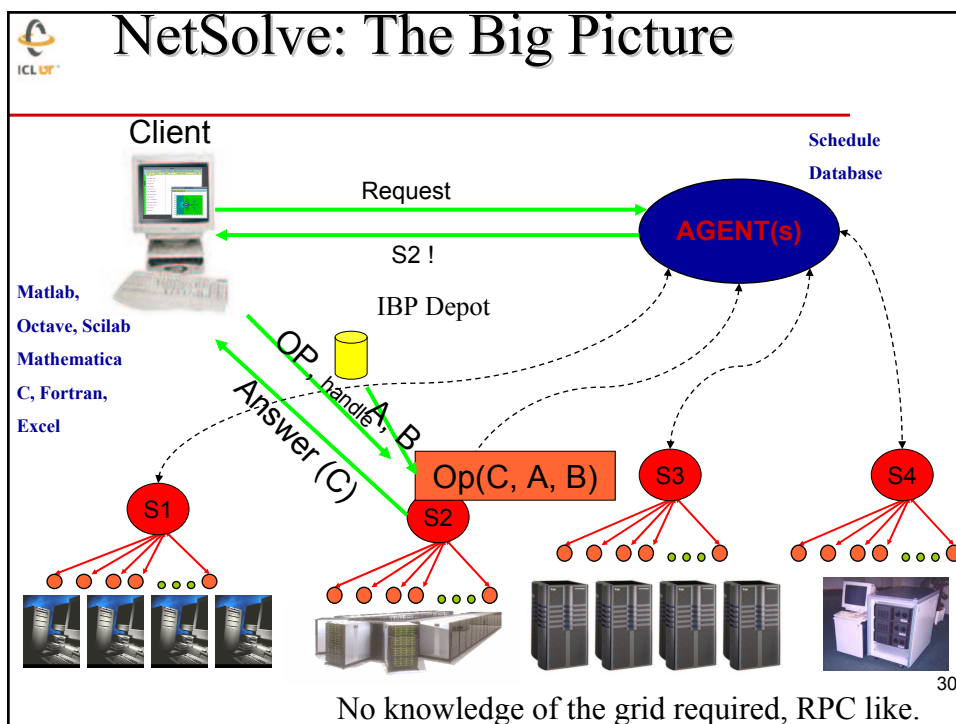 ICL UT
NetSolve: The Big Picture
Client
Schedule
Database
Request
AGENT(s)
S2 !
Matlab,
Octave, Scilab
Mathematica
C, Fortran,
Excel
IBP Depot
OP, handle
A, B
Answer (C)
Op(C, A, B)
S1
S2
S3
S4
30
No knowledge of the grid required, RPC like.